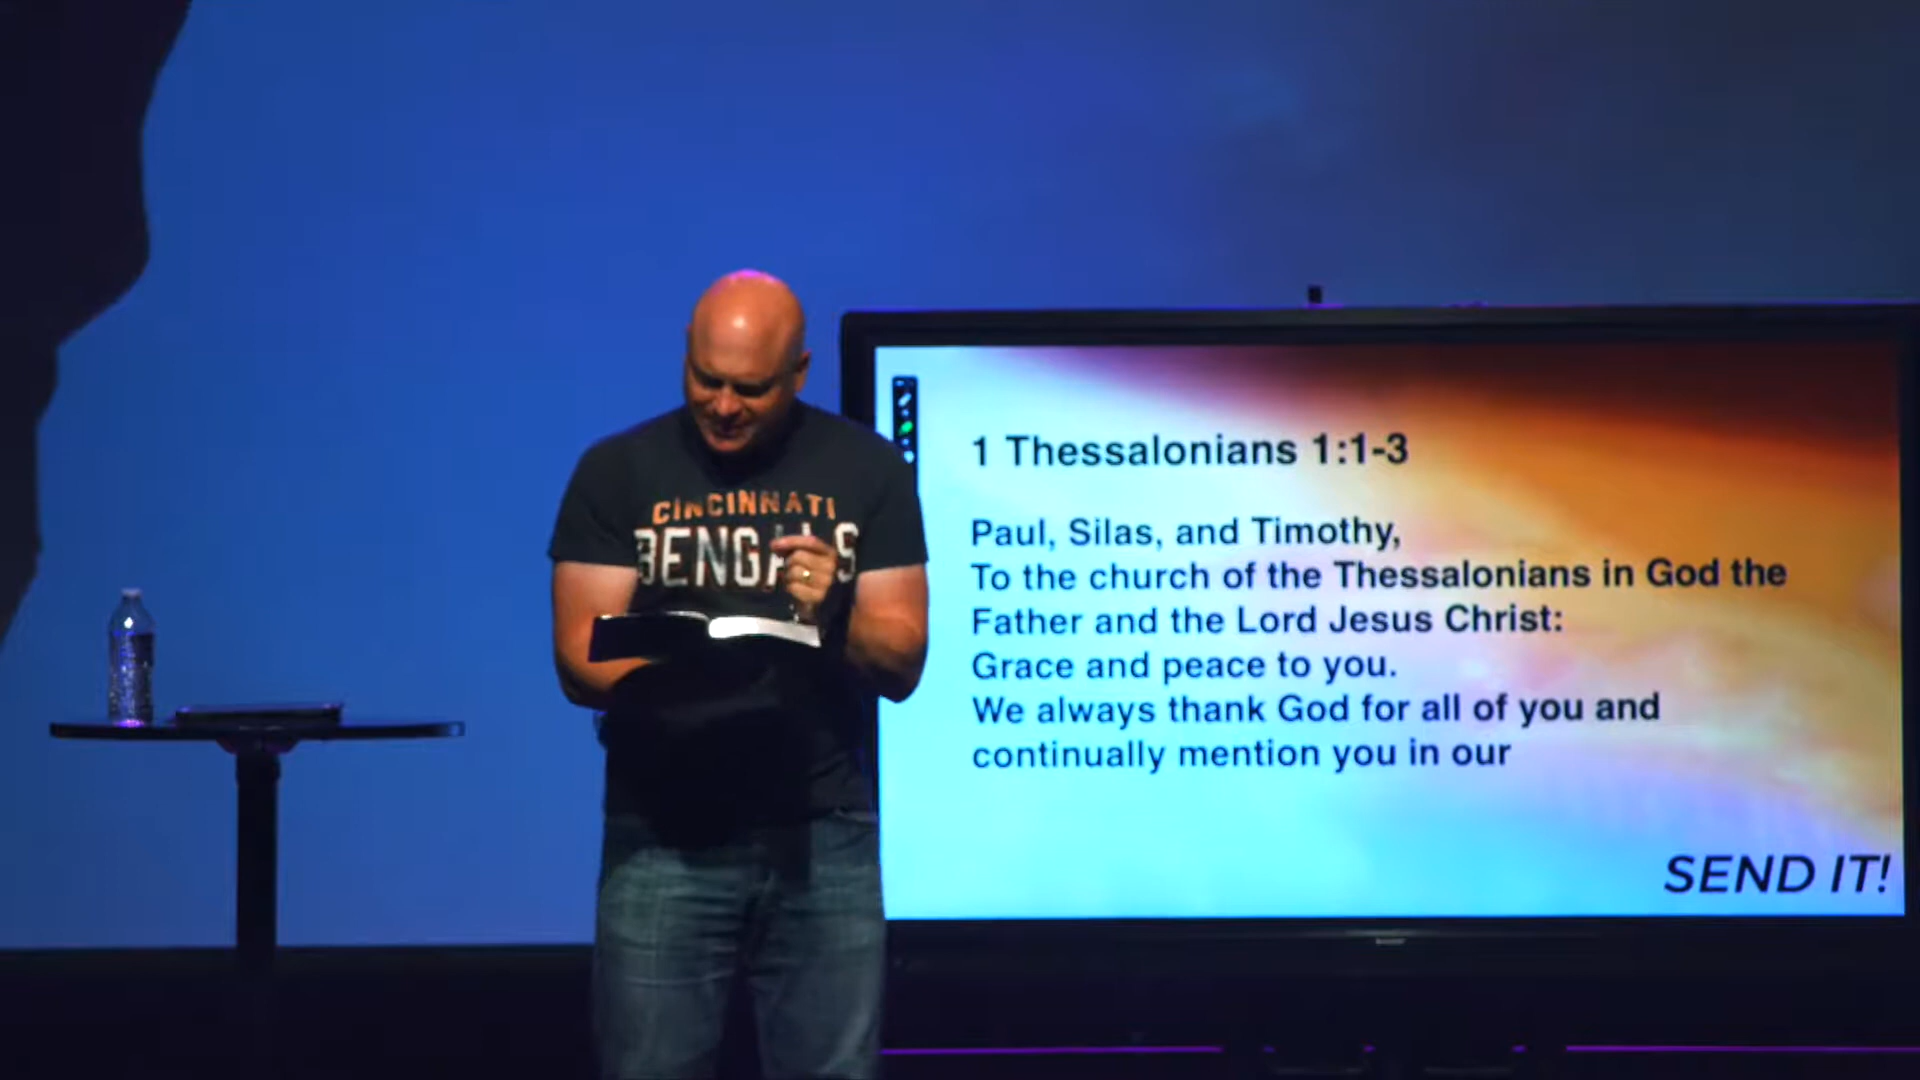 CINCINNATI
BENGALS
1 Thessalonians 1:1-3
Paul, Silas, and Timothy,
To the church of the Thessalonians in God the
Father and the Lord Jesus Christ:
Grace and peace to you.
We always thank God for all of you and
continually mention you in our
SEND IT!